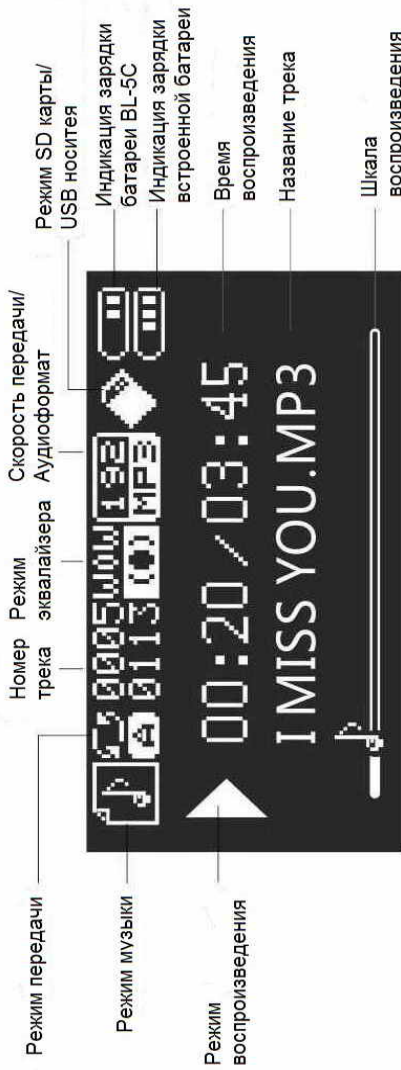 Режим передачи
Режим музыки
Режим
воспроизведения
Номер
трека
Режим
эквалайзера
Скорость передачи/
Аудиоформат
Режим SD карты/
USB носитея
Индикация зарядки
батареи BL-5C
Индикация зарядки
встроенной батареи
Время
воспроизведения
Название трека
Шкала
воспроизведения
A
0005
0113
WOW
192
MP3
00:20/03:45
I MISS YOU.MP3